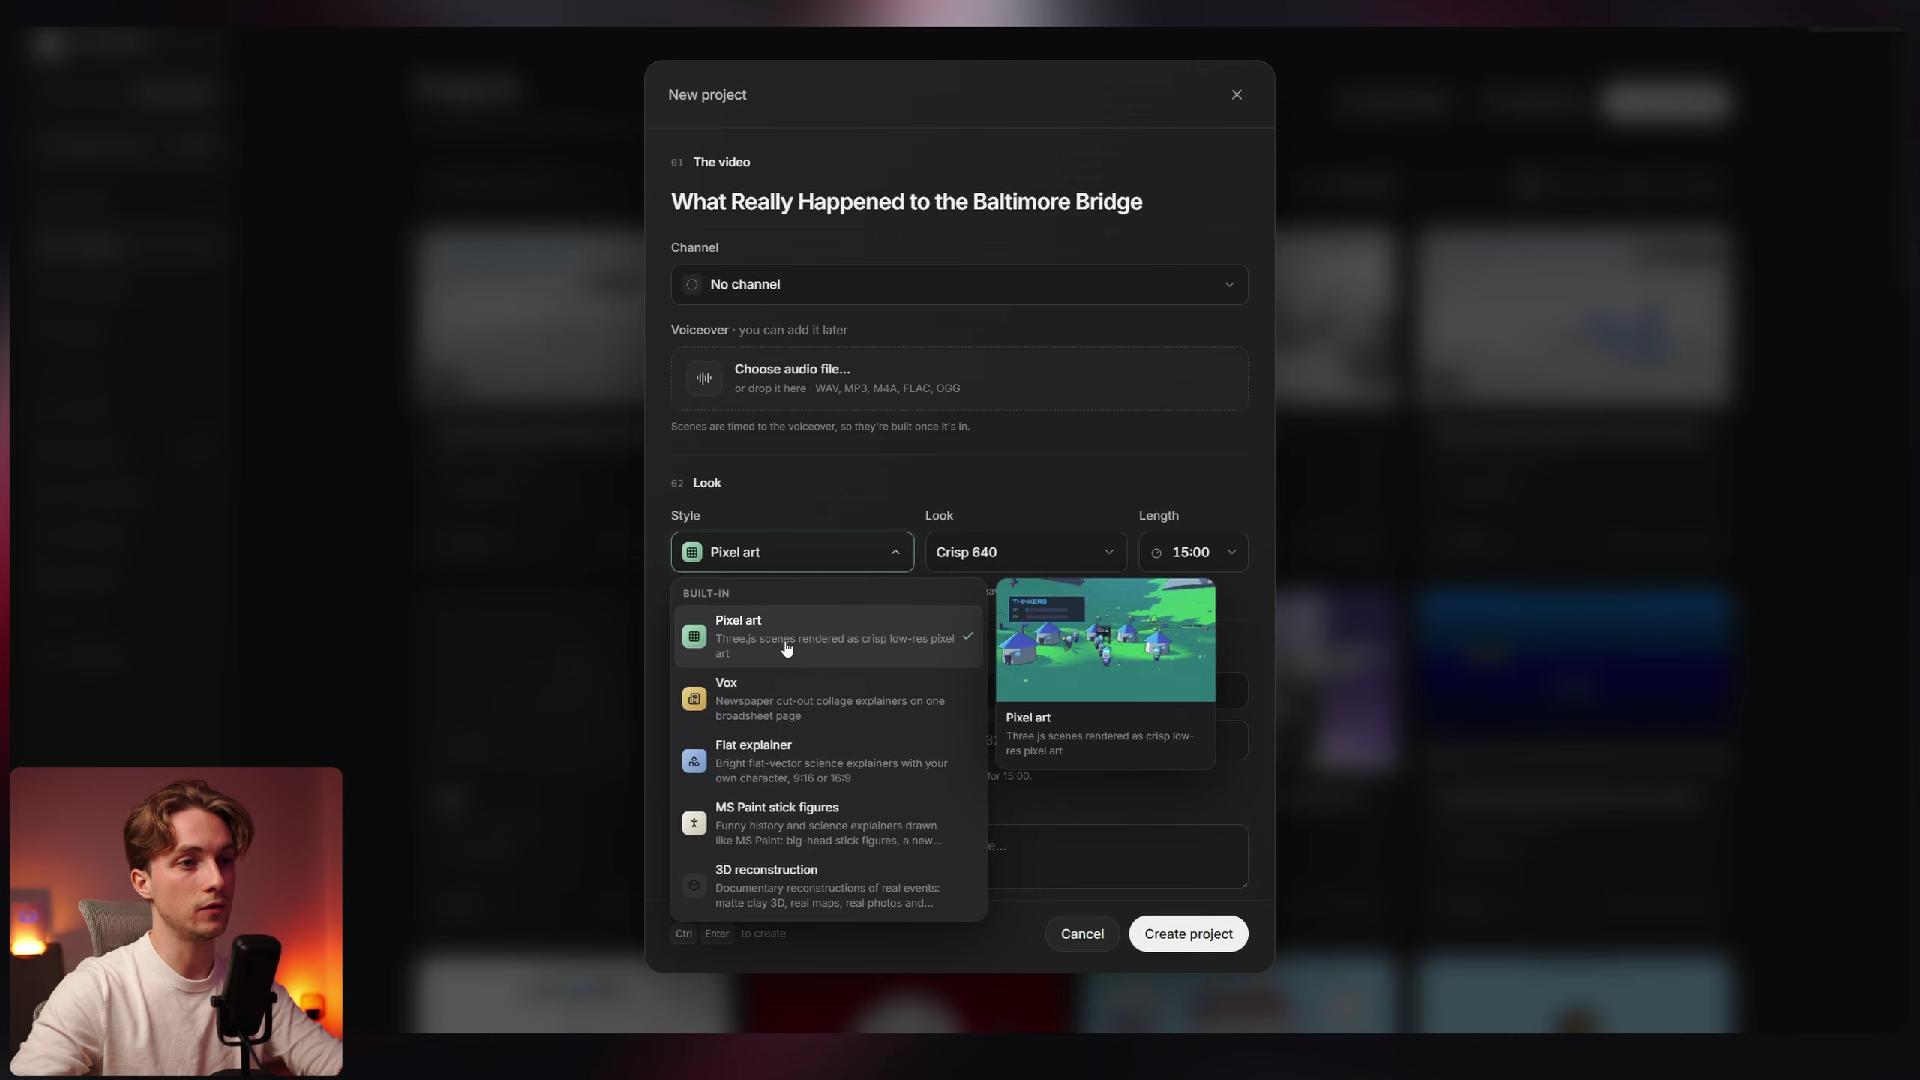 New project
01 The video
What Really Happened to the Baltimore Bridge
Channel
No channel
Voiceover · you can add it later
Choose audio file...
or drop it here · WAV, MP3, M4A, FLAC, OGG
Scenes are timed to the voiceover, so they're built once it's in.
02 Look
Style
Look
Length
Pixel art
Crisp 640
15:00
BUILT-IN
Pixel art
Three.js scenes rendered as crisp low-res pixel
art
Vox
Newspaper cut-out collage explainers on one
broadsheet page
Flat explainer
Bright flat-vector science explainers with your
own character, 9:16 or 16:9
MS Paint stick figures
Funny history and science explainers drawn
like MS Paint: big-head stick figures, a new...
3D reconstruction
Documentary reconstructions of real events:
matte clay 3D, real maps, real photos and...
THINKERS
Pixel art
Three.js scenes rendered as crisp low-
res pixel art
for 15:00.
e...
Ctrl Enter to create
Cancel
Create project